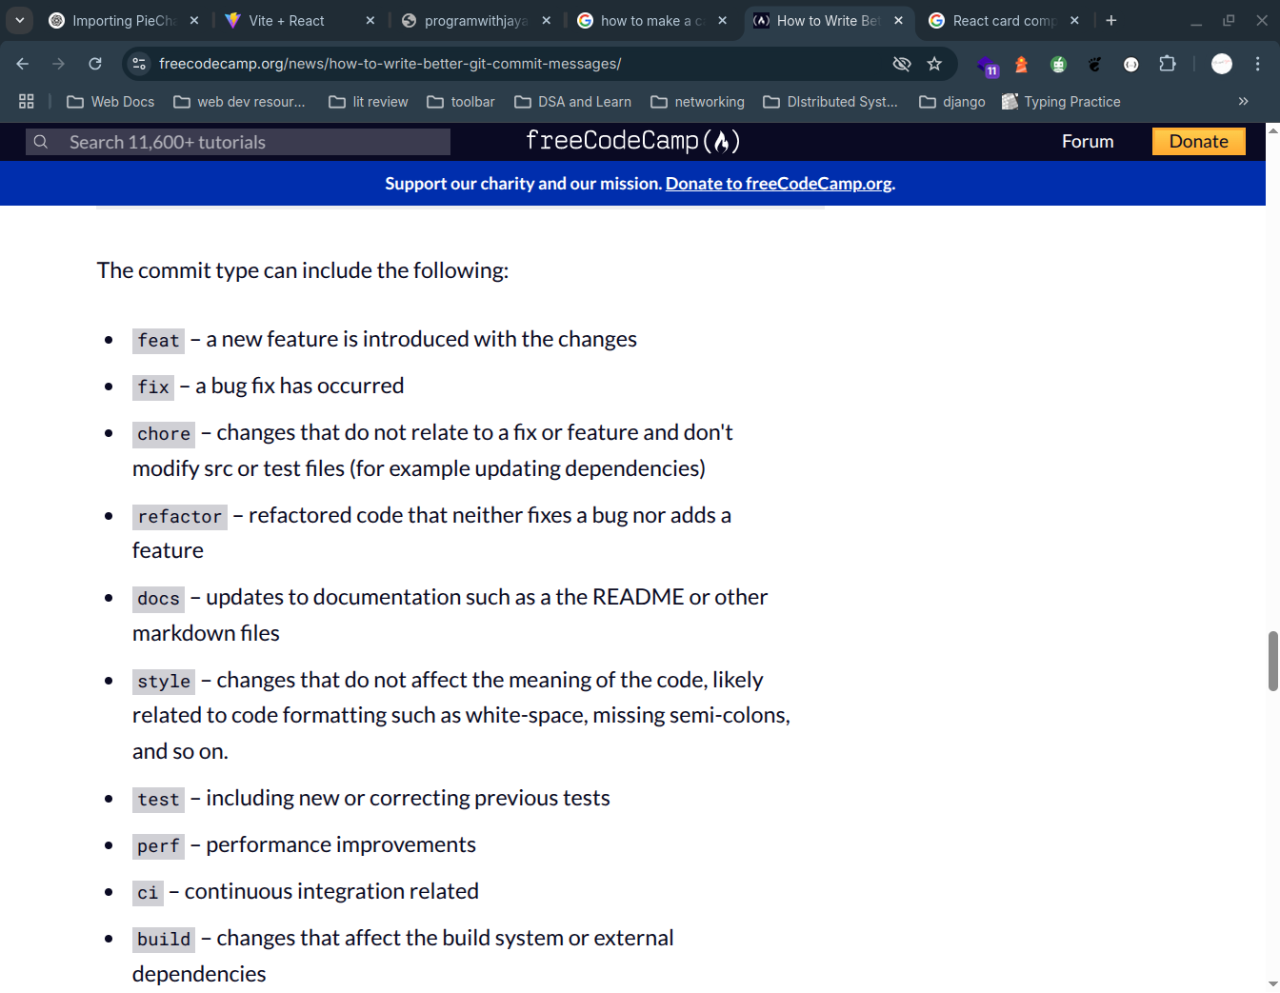 Importing PieCha
Vite + React
programwithjaya
how to make a ca
How to Write Bet
React card comp
freecodecamp.org/news/how-to-write-better-git-commit-messages/
11
Web Docs
web dev resour...
lit review
toolbar
DSA and Learn
networking
DIstributed Syst...
django
Typing Practice
Search 11,600+ tutorials
freeCodeCamp
Forum
Donate
Support our charity and our mission. Donate to freeCodeCamp.org.
The commit type can include the following:
feat – a new feature is introduced with the changes
fix – a bug fix has occurred
chore – changes that do not relate to a fix or feature and don't
modify src or test files (for example updating dependencies)
refactor – refactored code that neither fixes a bug nor adds a
feature
docs – updates to documentation such as a the README or other
markdown files
style – changes that do not affect the meaning of the code, likely
related to code formatting such as white-space, missing semi-colons,
and so on.
test – including new or correcting previous tests
perf – performance improvements
ci – continuous integration related
build – changes that affect the build system or external
dependencies